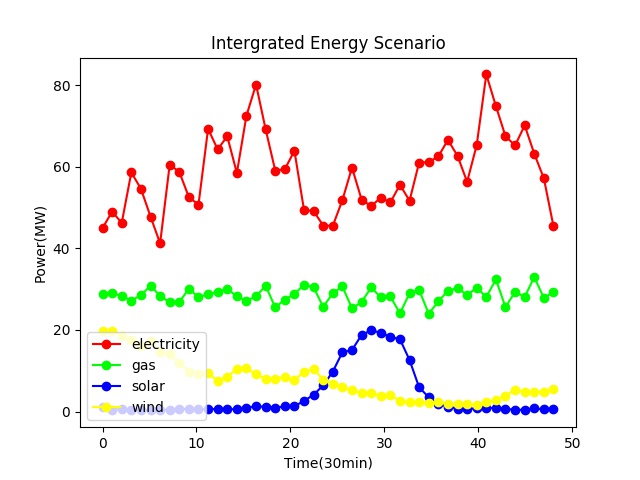 Intergrated Energy Scenario
Power(MW)
80
60
40
20
0
electricity
gas
solar
wind
0 10 20 30 40 50
Time(30min)